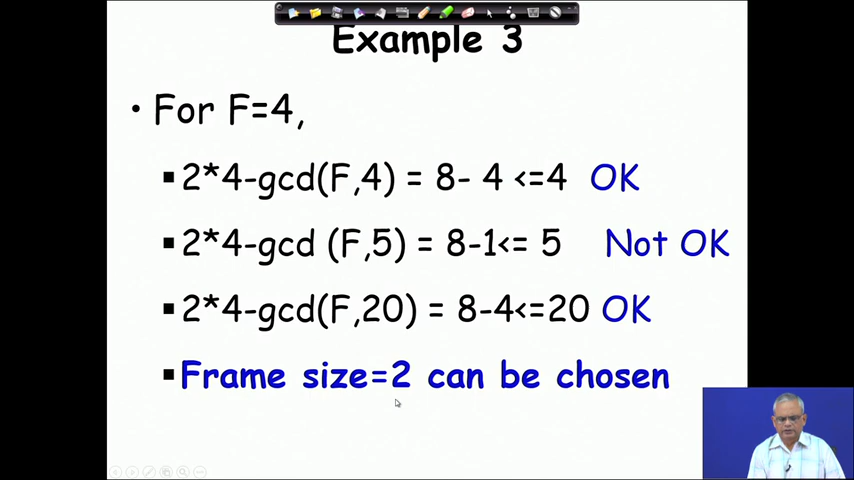 Example 3
• For F=4,
▪ 2*4-gcd(F,4) = 8- 4 <=4 OK
▪ 2*4-gcd (F,5) = 8-1<= 5 Not OK
▪ 2*4-gcd(F,20) = 8-4<=20 OK
▪ Frame size=2 can be chosen